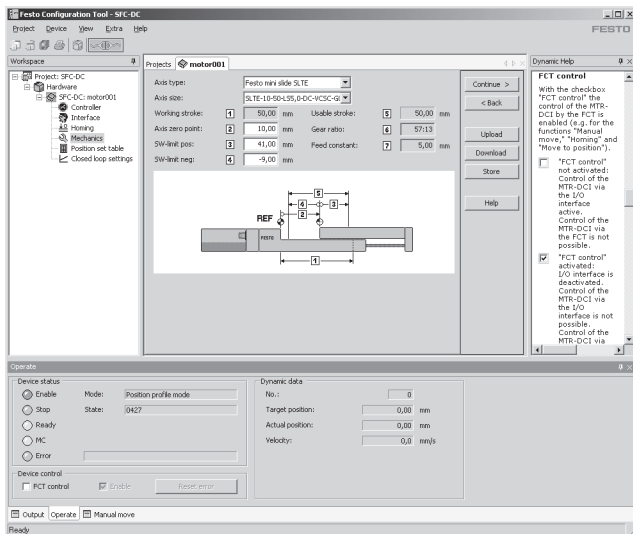 Festo Configuration Tool - SFC-DC
Project Device View Extra Help
FESTO
Workspace
Project: SFC-DC
Hardware
SFC-DC: motor001
Controller
Interface
Homing
Mechanics
Position set table
Closed loop settings
Projects motor001
Axis type: Festo mini slide SLTE
Axis size: SLTE-10-50-LS5,0-DC-VCSC-G(
Working stroke: 1 50,00 mm Usable stroke: 5 50,00 mm
Axis zero point: 2 10,00 mm Gear ratio: 6 57:13
SW-limit pos: 3 41,00 mm Feed constant: 7 5,00 mm
SW-limit neg: 4 -9,00 mm
5
4 3
REF 2
FESTO
1
Continue >
< Back
Upload
Download
Store
Help
Dynamic Help
FCT control
With the checkbox
"FCT control" the
control of the MTR-
DCI by the FCT is
enabled (e.g. for the
functions "Manual
move," "Homing" and
"Move to position").
"FCT control"
not activated:
Control of the
MTR-DCI via
the I/O
interface
active.
Control of the
MTR-DCI via
the FCT is not
possible.
"FCT control"
activated:
I/O interface is
deactivated.
Control of the
MTR-DCI via
the I/O
interface is not
possible.
Control of the
MTR-DCI via
Operate
Device status
Enable Mode: Position profile mode
Stop State: 0427
Ready
MC
Error
Device control
FCT control Enable Reset error
Dynamic data
No.: 0
Target position: 0,00 mm
Actual position: 0,00 mm
Velocity: 0,0 mm/s
Output Operate Manual move
Ready